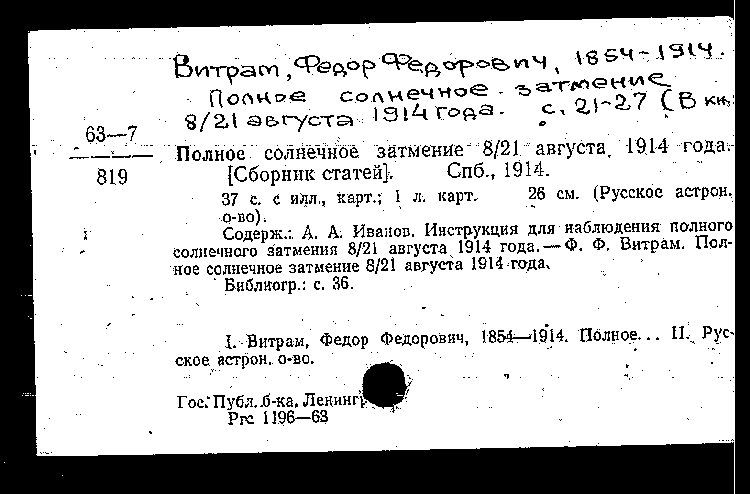 Витрам, Федор Федорович, 1854-1914.
Полное солнечное затмение
8/21 августа 1914 года. с. 21-27 (В кн.:
63—7
819
Полное солнечное затмение 8/21 августа 1914 года.
[Сборник статей]. Спб., 1914.
37 с. с илл., карт.; 1 л. карт. 26 см. (Русское астрон.
о-во).
Содерж.: А. А. Иванов. Инструкция для наблюдения полного
солнечного затмения 8/21 августа 1914 года.—Ф. Ф. Витрам. Пол-
ное солнечное затмение 8/21 августа 1914 года.
Библиогр.: с. 36.
I. Витрам, Федор Федорович, 1854—1914. Полное... II. Рус-
ское астрон. о-во.
Гос. Публ. б-ка. Ленингр
Ргс 1196—63